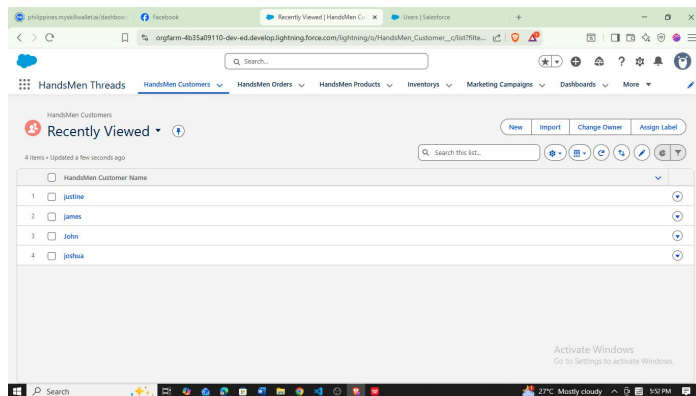 philippines.myskillwallet.ai/dashboar
Facebook
Recently Viewed | HandsMen Cu
Users | Salesforce
orgfarm-4b35a09110-dev-ed.develop.lightning.force.com/lightning/o/HandsMen_Customer__c/list?filte...
Search...
HandsMen Threads
HandsMen Customers
HandsMen Orders
HandsMen Products
Inventorys
Marketing Campaigns
Dashboards
More
HandsMen Customers
Recently Viewed
New
Import
Change Owner
Assign Label
4 items • Updated a few seconds ago
Search this list...
HandsMen Customer Name
1 justine
2 james
3 John
4 joshua
Activate Windows
Go to Settings to activate Windows.
Search
27°C Mostly cloudy
5:52 PM